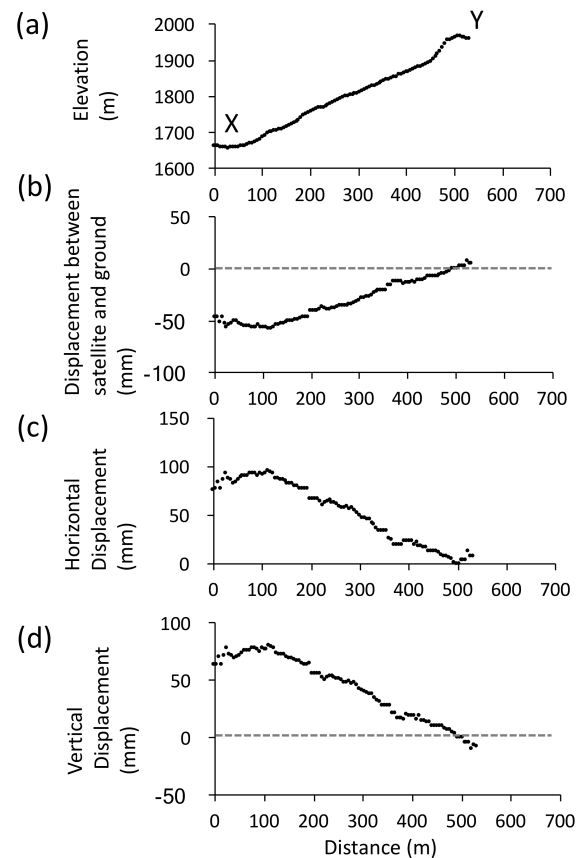 (a)
Elevation
(m)
2000
1900
1800
1700
1600
X
Y
0 100 200 300 400 500 600 700
(b)
Displacement between
satellite and ground
(mm)
50
0
-50
-100
0 100 200 300 400 500 600 700
(c)
Horizontal
Displacement
(mm)
150
100
50
0
0 100 200 300 400 500 600 700
(d)
Vertical
Displacement
(mm)
100
50
0
-50
0 100 200 300 400 500 600 700
Distance (m)